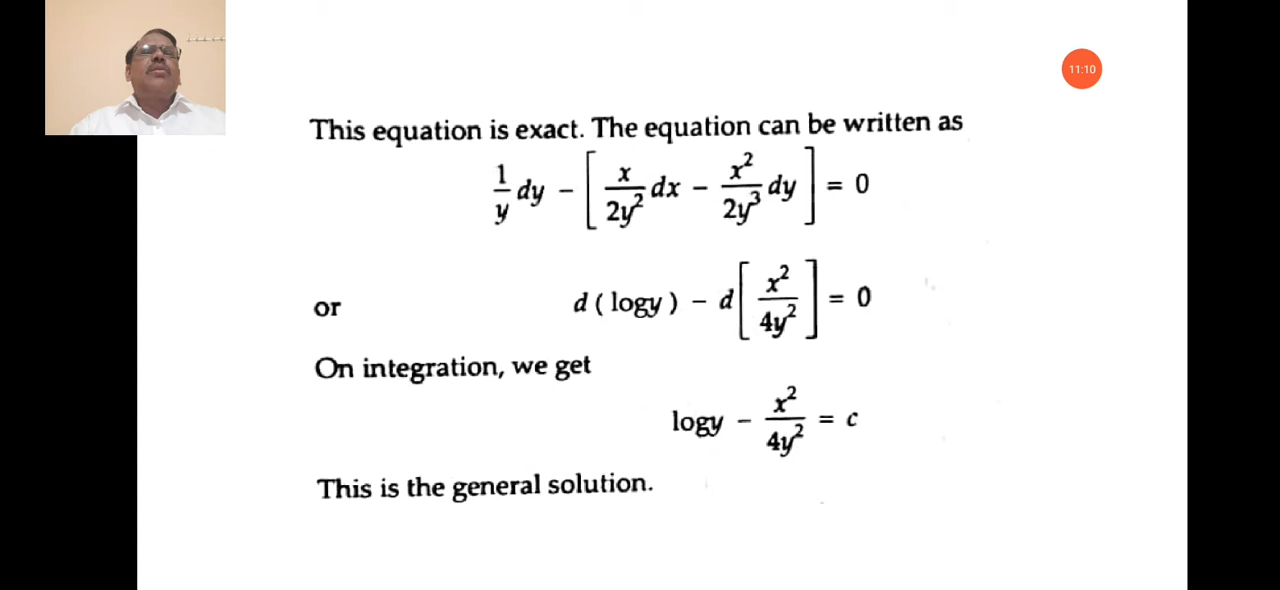 11:10
This equation is exact. The equation can be written as
1/y dy − [ x/2y² dx − x²/2y³ dy ] = 0
or d ( logy ) − d [ x²/4y² ] = 0
On integration, we get
logy − x²/4y² = c
This is the general solution.